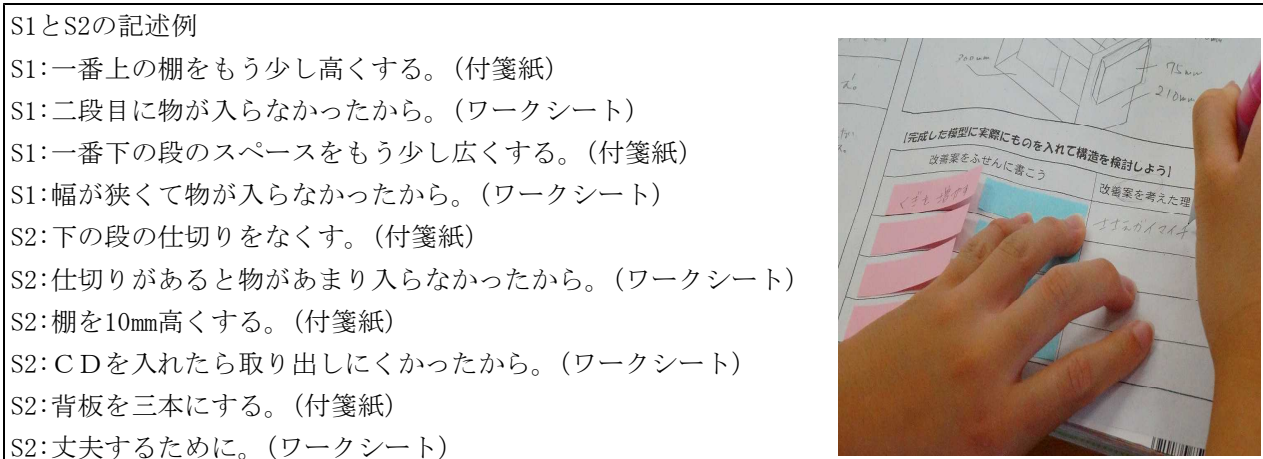 S1とS2の記述例
S1:一番上の棚をもう少し高くする。(付箋紙)
S1:二段目に物が入らなかったから。(ワークシート)
S1:一番下の段のスペースをもう少し広くする。(付箋紙)
S1:幅が狭くて物が入らなかったから。(ワークシート)
S2:下の段の仕切りをなくす。(付箋紙)
S2:仕切りがあると物があまり入らなかったから。(ワークシート)
S2:棚を10㎜高くする。(付箋紙)
S2:CDを入れたら取り出しにくかったから。(ワークシート)
S2:背板を三本にする。(付箋紙)
S2:丈夫するために。(ワークシート)
300mm
75mm
210mm
[完成した模型に実際にものを入れて構造を検討しよう]
改善案をふせんに書こう
改善案を考えた理
くぎを増やす